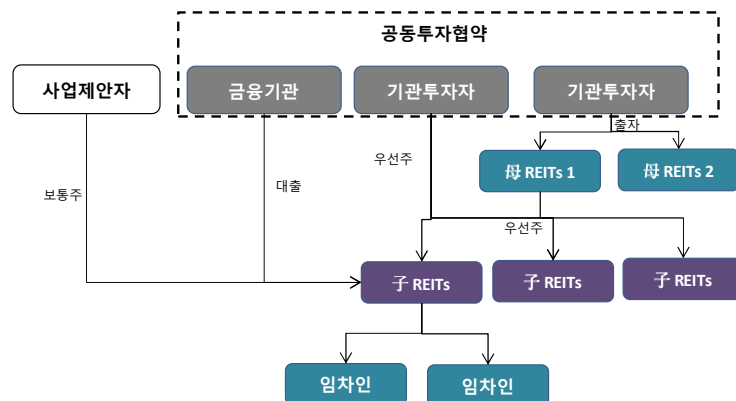 공동투자협약
사업제안자
금융기관
기관투자자
기관투자자
출자
우선주
母 REITs 1
母 REITs 2
보통주
대출
우선주
子 REITs
子 REITs
子 REITs
임차인
임차인